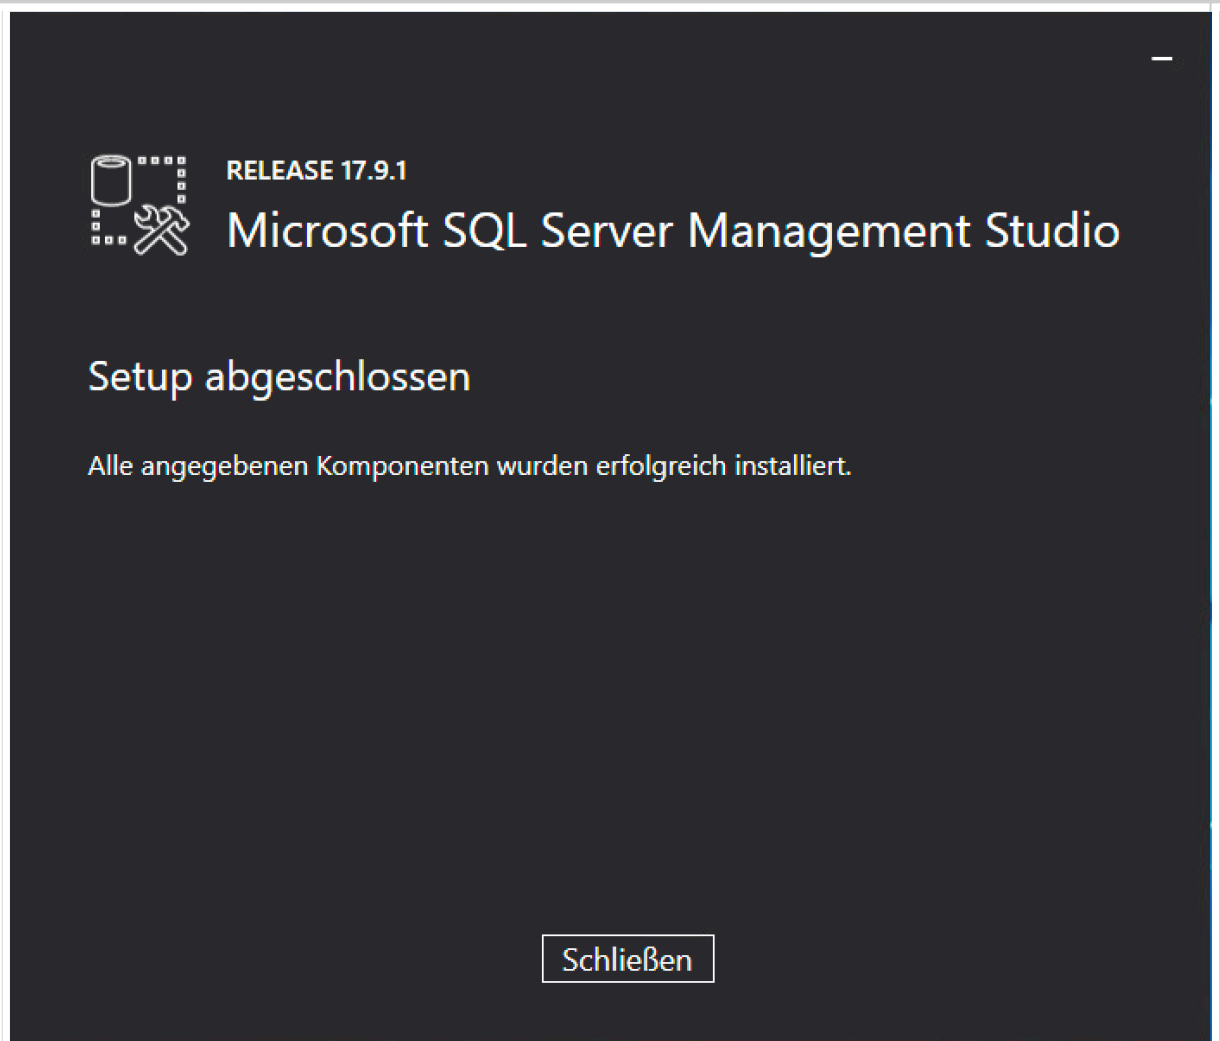 RELEASE 17.9.1
Microsoft SQL Server Management Studio
Setup abgeschlossen
Alle angegebenen Komponenten wurden erfolgreich installiert.
Schließen